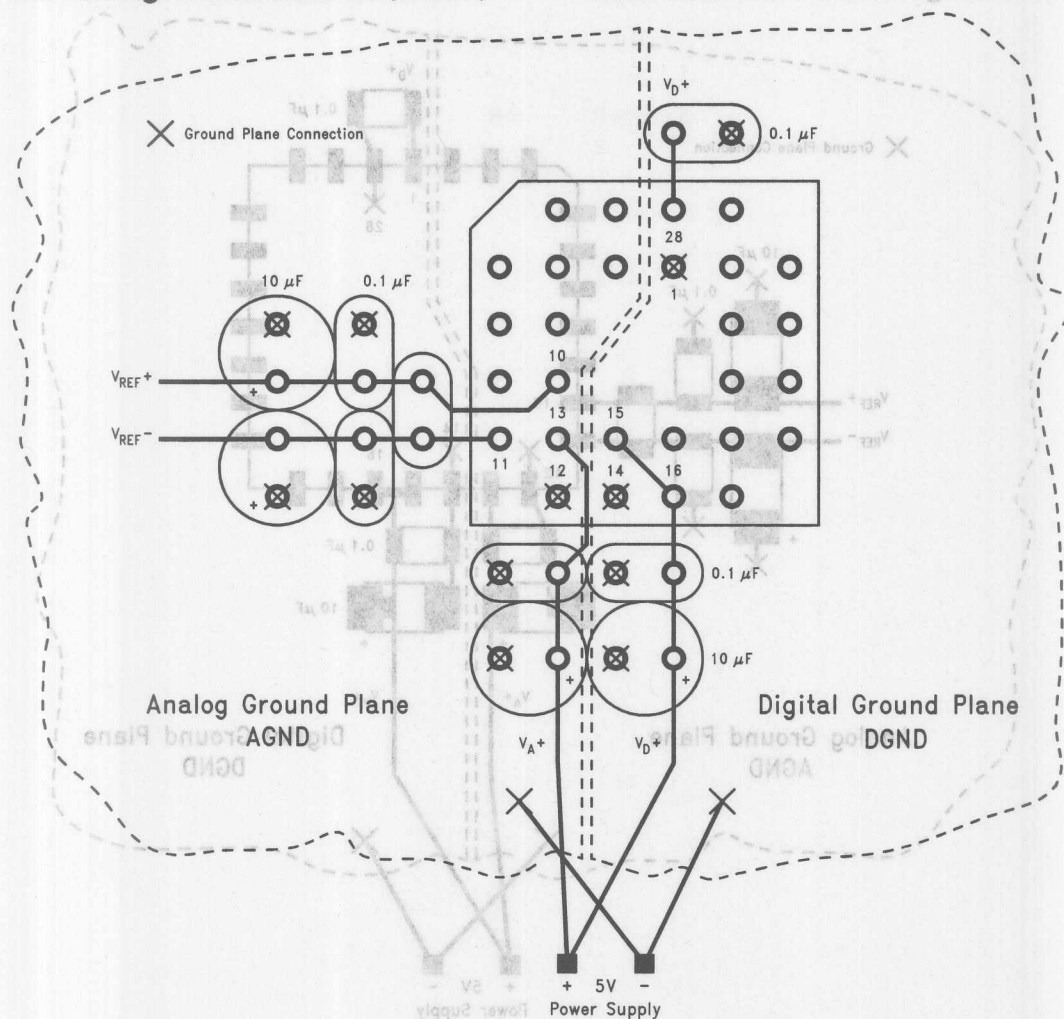 V_D+
0.1 μF
Ground Plane Connection
28
10 μF
0.1 μF
1
10
V_REF+
13
15
V_REF-
11
12
14
16
+
+
0.1 μF
10 μF
+
+
Analog Ground Plane
AGND
Digital Ground Plane
DGND
V_A+
V_D+
+ 5V -
Power Supply